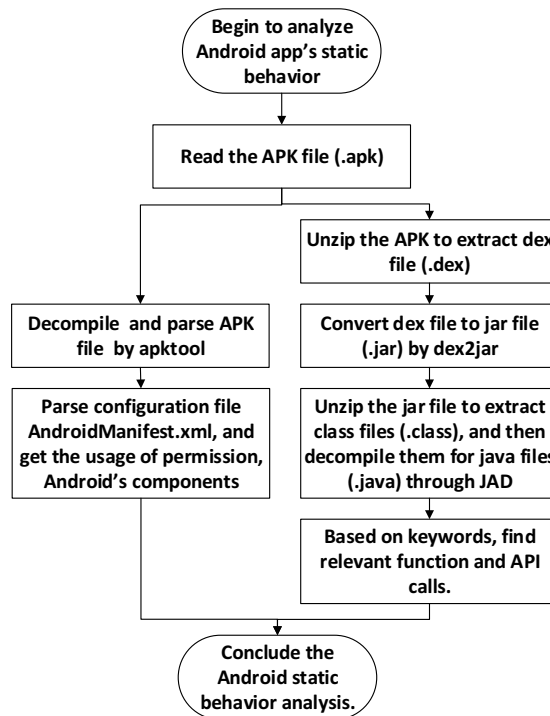 Begin to analyze
Android app's static
behavior
Read the APK file (.apk)
Unzip the APK to extract dex
file (.dex)
Decompile and parse APK
file by apktool
Convert dex file to jar file
(.jar) by dex2jar
Parse configuration file
AndroidManifest.xml, and
get the usage of permission,
Android's components
Unzip the jar file to extract
class files (.class), and then
decompile them for java files
(.java) through JAD
Based on keywords, find
relevant function and API
calls.
Conclude the
Android static
behavior analysis.